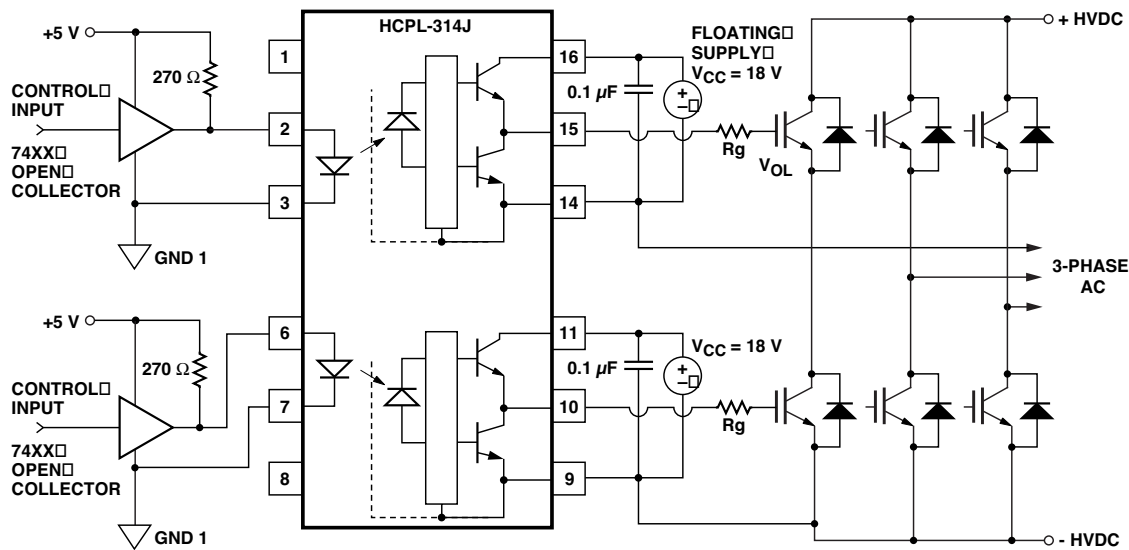 HCPL-314J
+5 V
270 Ω
CONTROL□
INPUT
74XX□
OPEN□
COLLECTOR
GND 1
1
2
3
16
15
14
0.1 µF
FLOATING□
SUPPLY□
VCC = 18 V
+
–□
Rg
VOL
+ HVDC
3-PHASE
AC
+5 V
270 Ω
CONTROL□
INPUT
74XX□
OPEN□
COLLECTOR
GND 1
6
7
8
11
10
9
0.1 µF
VCC = 18 V
+
–□
Rg
- HVDC